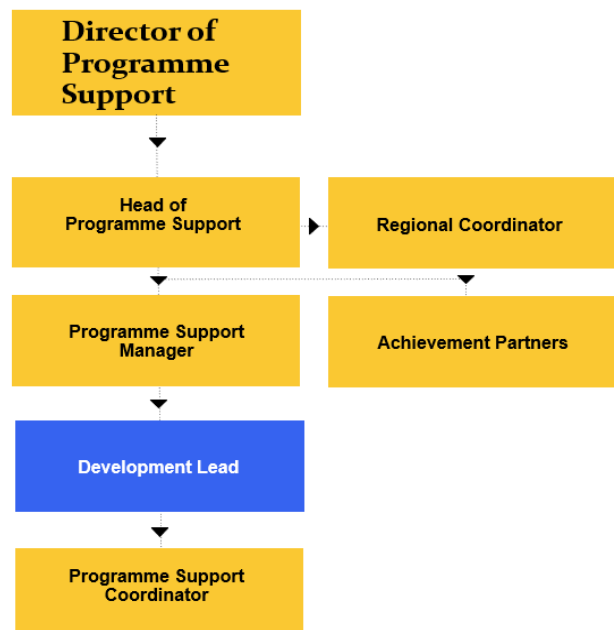 Director of
Programme
Support
Head of
Programme Support
Regional Coordinator
Programme Support
Manager
Achievement Partners
Development Lead
Programme Support
Coordinator